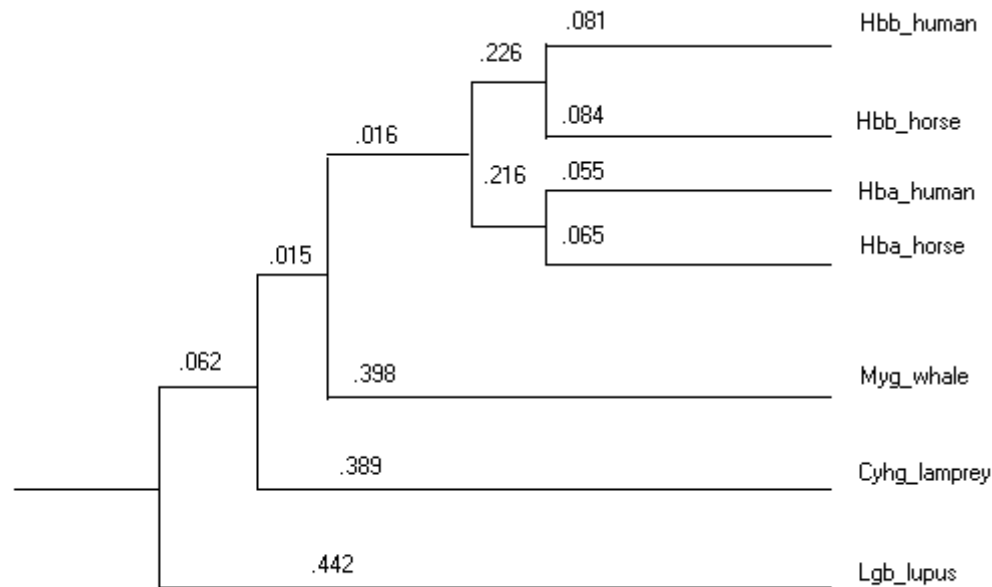 .081 Hbb_human
.226
.084 Hbb_horse
.016
.216 .055 Hba_human
.065 Hba_horse
.015
.062
.398 Myg_whale
.389 Cyhg_lamprey
.442 Lgb_lupus